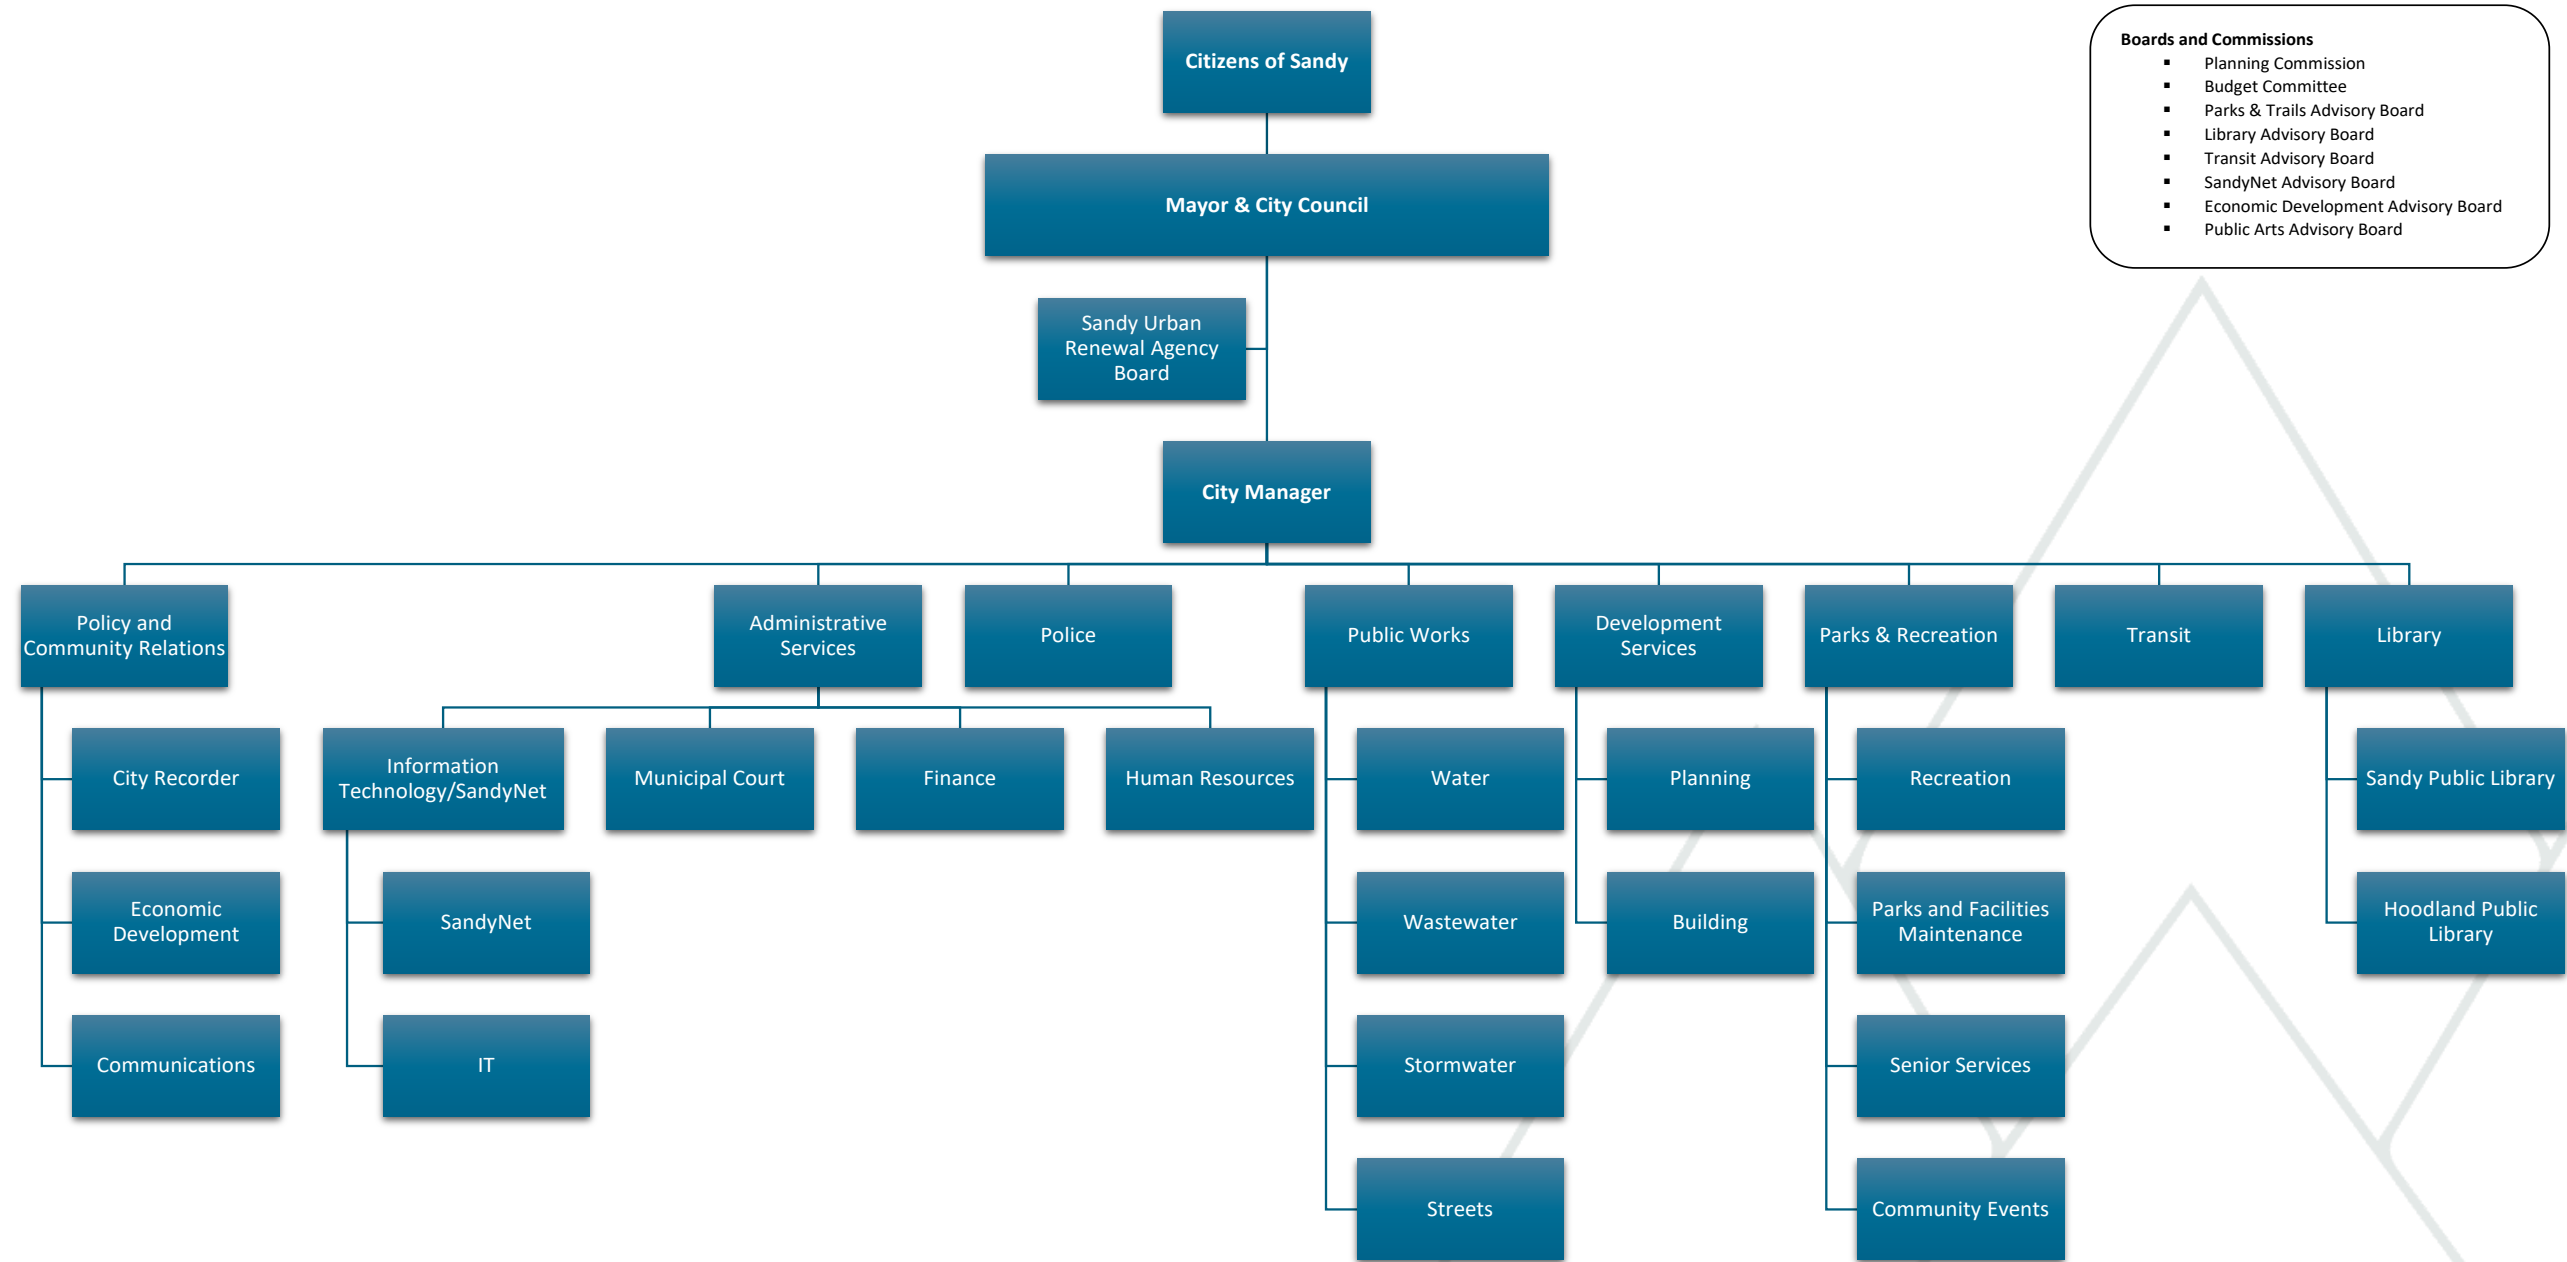 Citizens of Sandy
Boards and Commissions
▪ Planning Commission
▪ Budget Committee
▪ Parks & Trails Advisory Board
▪ Library Advisory Board
▪ Transit Advisory Board
▪ SandyNet Advisory Board
▪ Economic Development Advisory Board
▪ Public Arts Advisory Board
Mayor & City Council
Sandy Urban
Renewal Agency
Board
City Manager
Policy and
Community Relations
Administrative
Services
Police
Public Works
Development
Services
Parks & Recreation
Transit
Library
City Recorder
Information
Technology/SandyNet
Municipal Court
Finance
Human Resources
Water
Planning
Recreation
Sandy Public Library
Economic
Development
SandyNet
Wastewater
Building
Parks and Facilities
Maintenance
Hoodland Public
Library
Communications
IT
Stormwater
Senior Services
Streets
Community Events